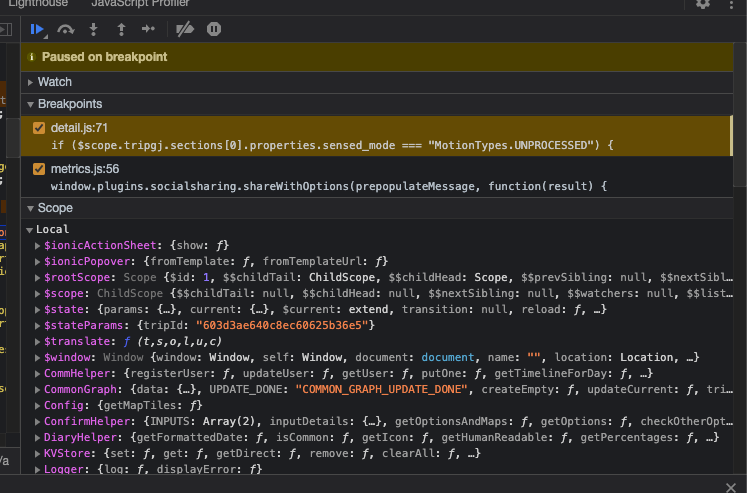 Lighthouse JavaScript Profiler
Paused on breakpoint
Watch
Breakpoints
detail.js:71
if ($scope.tripgj.sections[0].properties.sensed_mode === "MotionTypes.UNPROCESSED") {
metrics.js:56
window.plugins.socialsharing.shareWithOptions(prepopulateMessage, function(result) {
Scope
Local
$ionicActionSheet: {show: ƒ}
$ionicPopover: {fromTemplate: ƒ, fromTemplateUrl: ƒ}
$rootScope: Scope {$id: 1, $$childTail: ChildScope, $$childHead: Scope, $$prevSibling: null, $$nextSibl…
$scope: ChildScope {$$childTail: null, $$childHead: null, $$nextSibling: null, $$watchers: null, $$list…
$state: {params: {…}, current: {…}, $current: extend, transition: null, reload: ƒ, …}
$stateParams: {tripId: "603d3ae640c8ec60625b36e5"}
$translate: ƒ (t,s,o,l,u,c)
$window: Window {window: Window, self: Window, document: document, name: "", location: Location, …}
CommHelper: {registerUser: ƒ, updateUser: ƒ, getUser: ƒ, putOne: ƒ, getTimelineForDay: ƒ, …}
CommonGraph: {data: {…}, UPDATE_DONE: "COMMON_GRAPH_UPDATE_DONE", createEmpty: ƒ, updateCurrent: ƒ, tri…
Config: {getMapTiles: ƒ}
ConfirmHelper: {INPUTS: Array(2), inputDetails: {…}, getOptionsAndMaps: ƒ, getOptions: ƒ, checkOtherOpt…
DiaryHelper: {getFormattedDate: ƒ, isCommon: ƒ, getIcon: ƒ, getHumanReadable: ƒ, getPercentages: ƒ, …}
KVStore: {set: ƒ, get: ƒ, getDirect: ƒ, remove: ƒ, clearAll: ƒ, …}
Logger: {log: ƒ, displayError: ƒ}